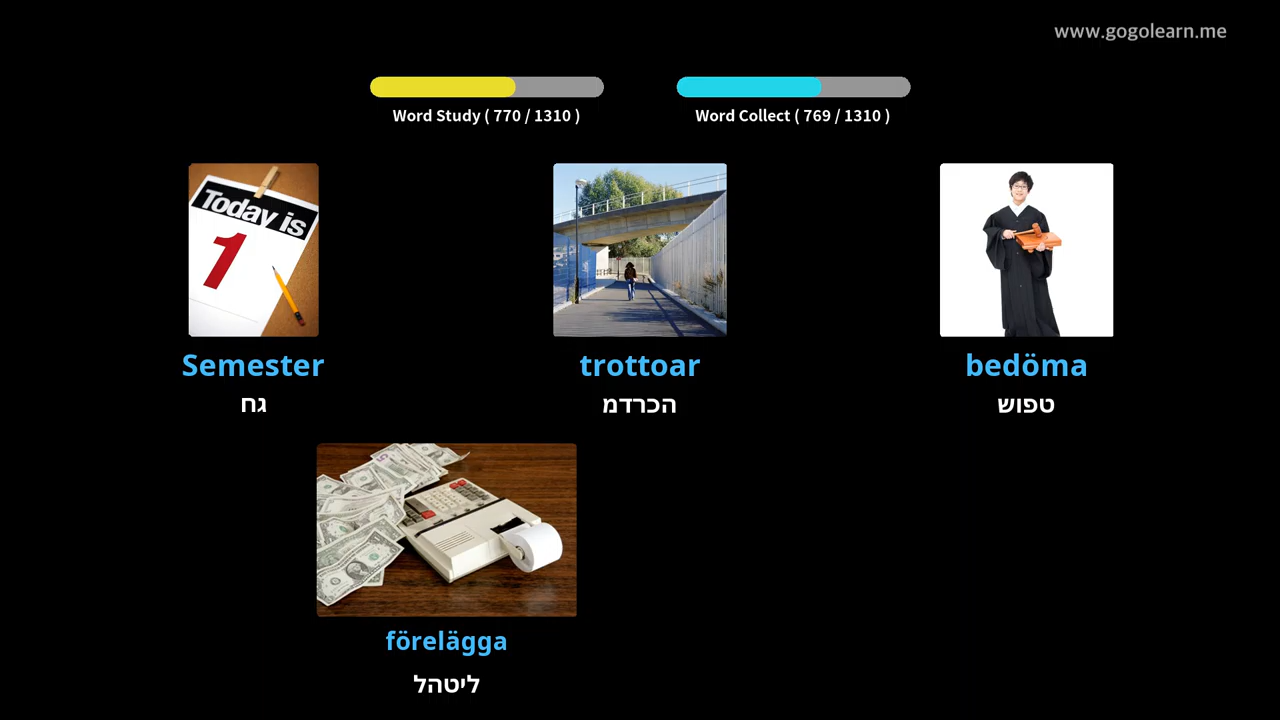 www.gogolearn.me
Word Study ( 770 / 1310 )
Word Collect ( 769 / 1310 )
Today is
1
Semester
גח
trottoar
הכרדמ
bedöma
טפוש
förelägga
ליטהל